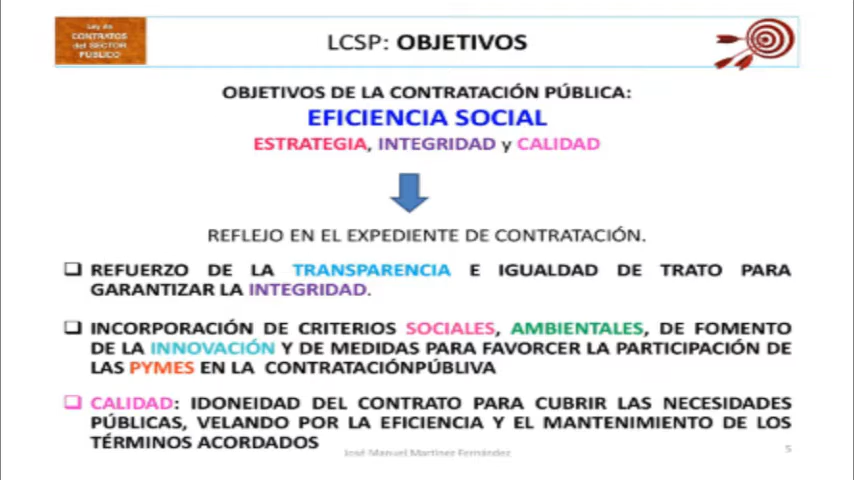 Ley de
CONTRATOS
del SECTOR
PÚBLICO
LCSP: OBJETIVOS
OBJETIVOS DE LA CONTRATACIÓN PÚBLICA:
EFICIENCIA SOCIAL
ESTRATEGIA, INTEGRIDAD y CALIDAD
REFLEJO EN EL EXPEDIENTE DE CONTRATACIÓN.
REFUERZO DE LA TRANSPARENCIA E IGUALDAD DE TRATO PARA
GARANTIZAR LA INTEGRIDAD.
INCORPORACIÓN DE CRITERIOS SOCIALES, AMBIENTALES, DE FOMENTO
DE LA INNOVACIÓN Y DE MEDIDAS PARA FAVORCER LA PARTICIPACIÓN DE
LAS PYMES EN LA CONTRATACIÓNPÚBLIVA
CALIDAD: IDONEIDAD DEL CONTRATO PARA CUBRIR LAS NECESIDADES
PÚBLICAS, VELANDO POR LA EFICIENCIA Y EL MANTENIMIENTO DE LOS
TÉRMINOS ACORDADOS
José Manuel Martínez Fernández
5